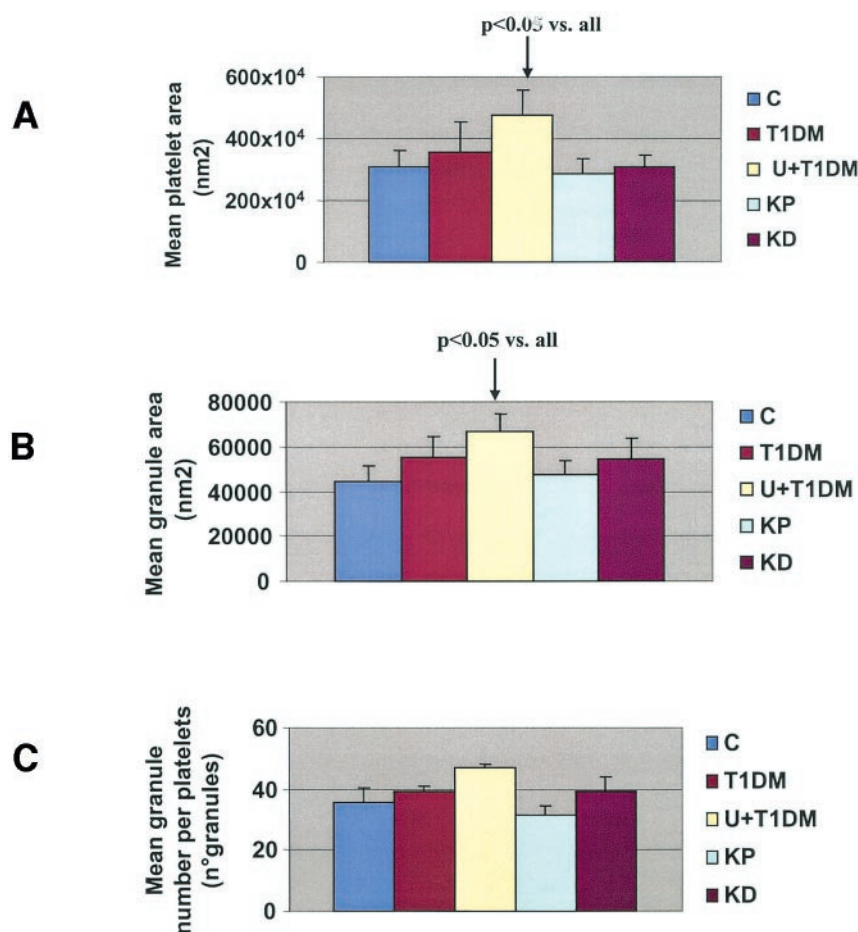 p<0.05 vs. all
A
Mean platelet area
(nm2)
600x10⁴
400x10⁴
200x10⁴
0
C
T1DM
U+T1DM
KP
KD
p<0.05 vs. all
B
Mean granule area
(nm2)
80000
60000
40000
20000
0
C
T1DM
U+T1DM
KP
KD
C
Mean granule
number per platelets
(n°granules)
60
40
20
0
C
T1DM
U+T1DM
KP
KD